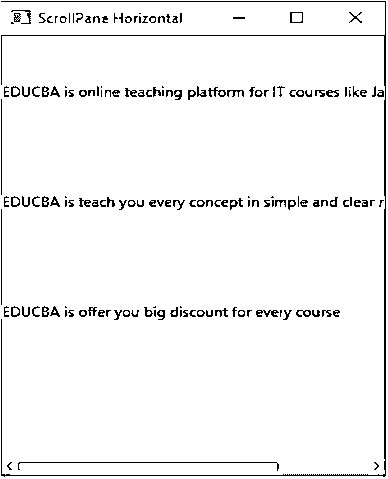 ScrollPane Horizontal
EDUCBA is online teaching platform for IT courses like Ja
EDUCBA is teach you every concept in simple and clear
EDUCBA is offer you big discount for every course